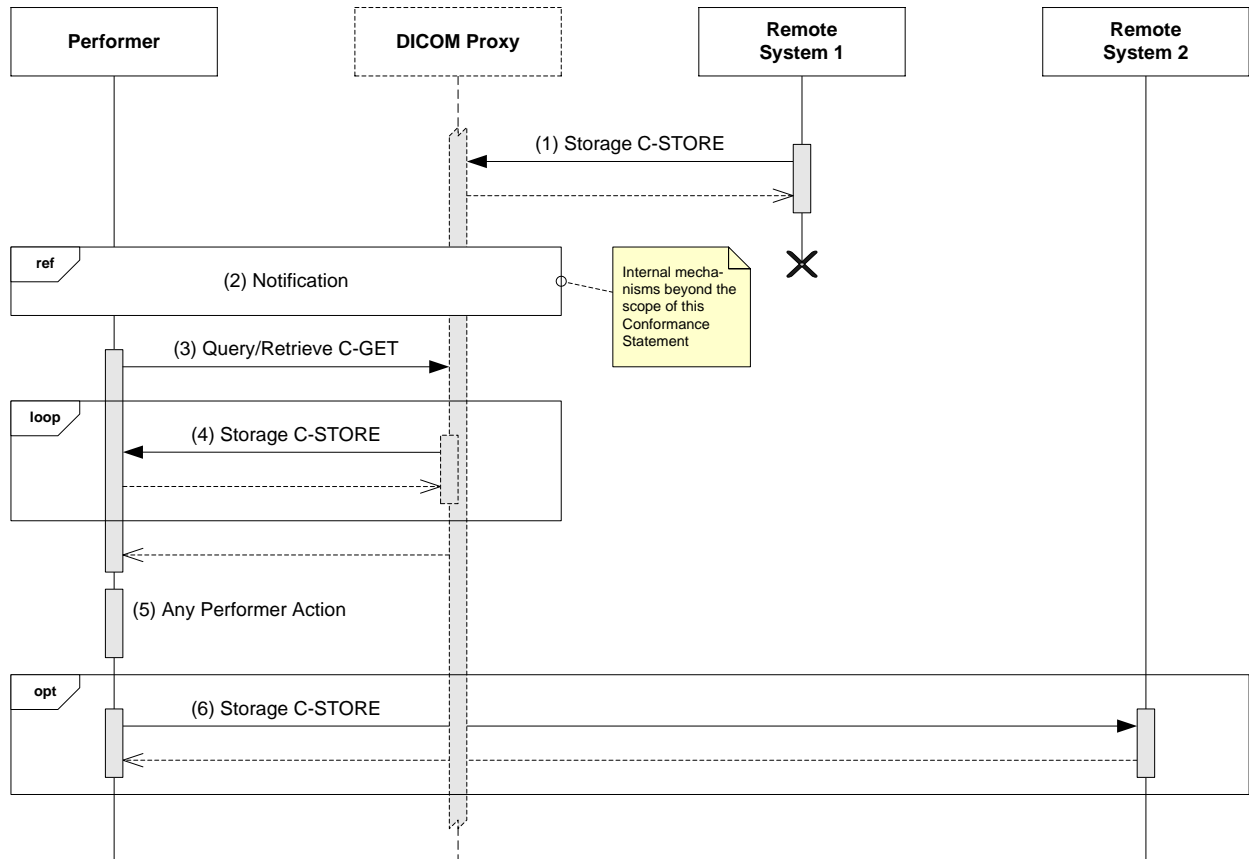 Performer
DICOM Proxy
Remote
System 1
Remote
System 2
(1) Storage C-STORE
ref
(2) Notification
Internal mecha-
nisms beyond the
scope of this
Conformance
Statement
(3) Query/Retrieve C-GET
loop
(4) Storage C-STORE
(5) Any Performer Action
opt
(6) Storage C-STORE